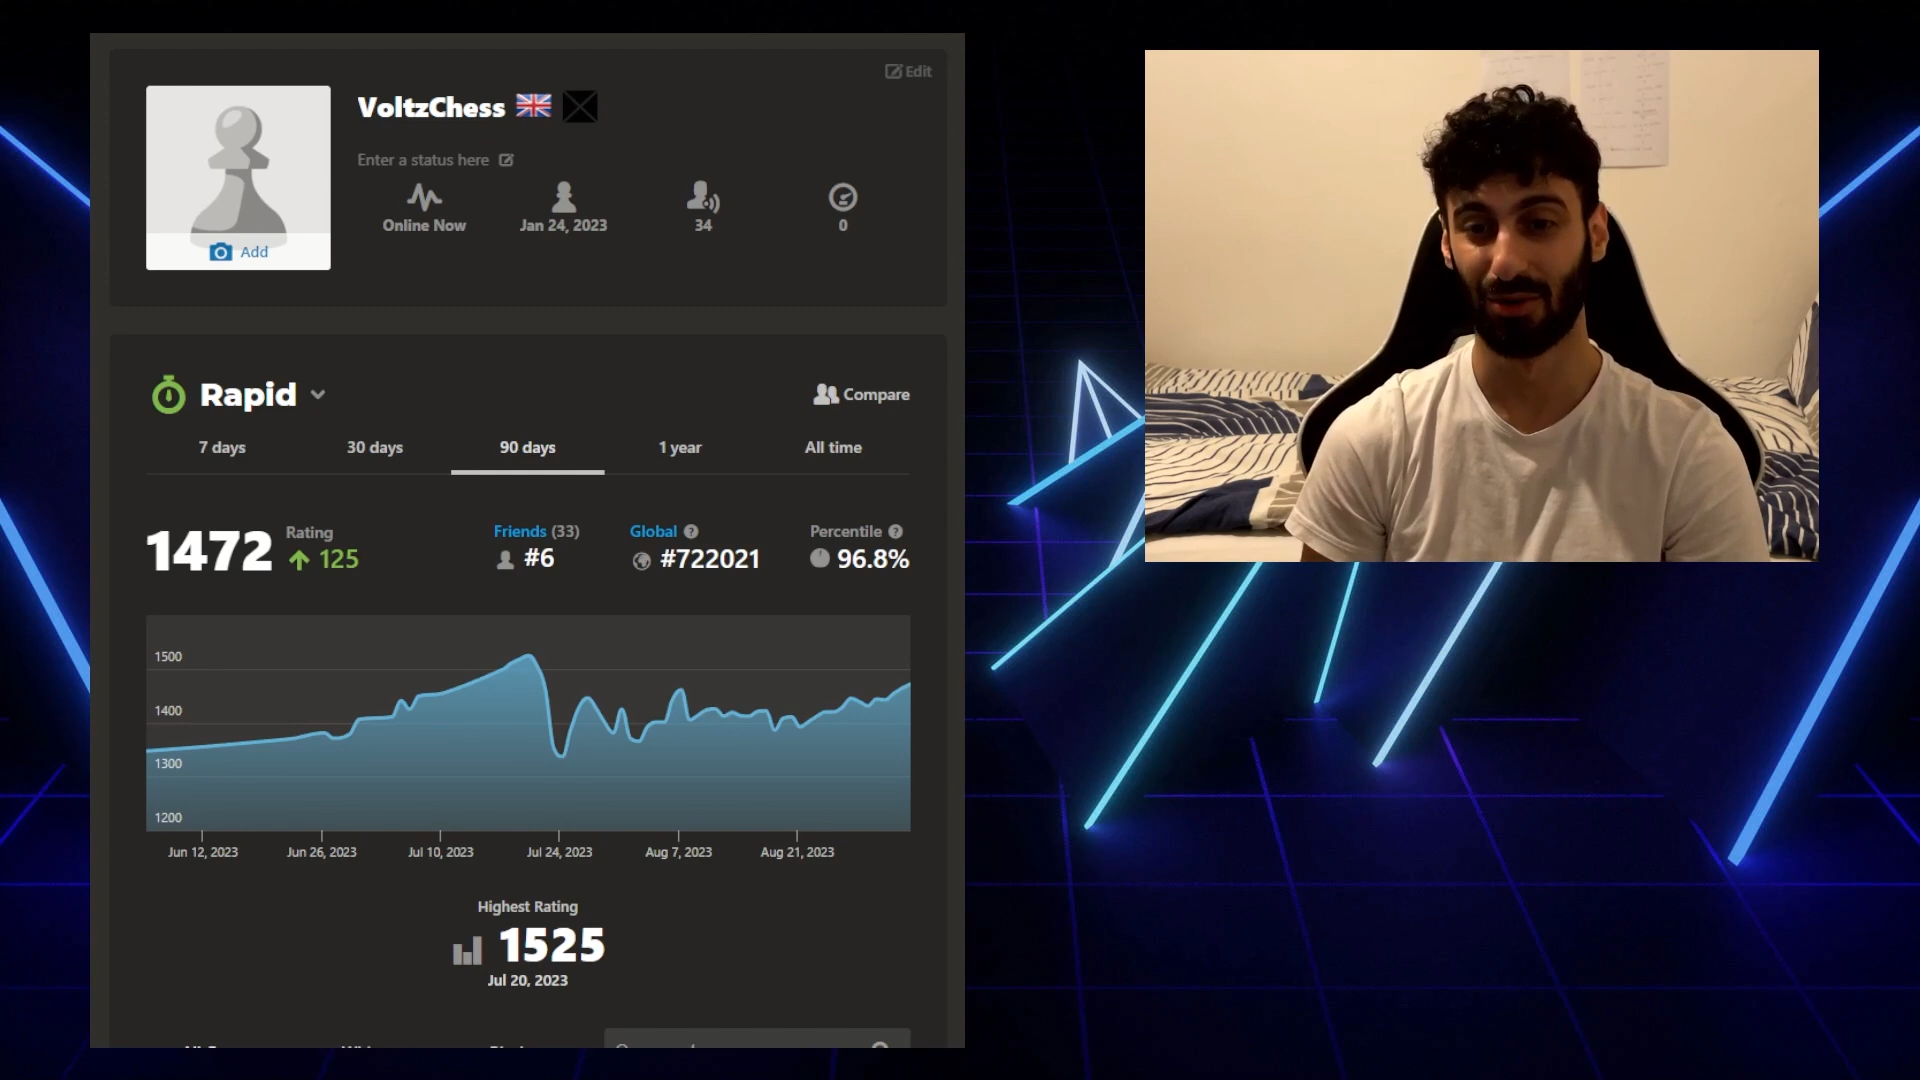 Edit
VoltzChess
Enter a status here
Online Now
Jan 24, 2023
34
0
Add
Rapid
Compare
7 days
30 days
90 days
1 year
All time
1472
Rating
125
Friends (33)
#6
Global
#722021
Percentile
96.8%
1500
1400
1300
1200
Jun 12, 2023
Jun 26, 2023
Jul 10, 2023
Jul 24, 2023
Aug 7, 2023
Aug 21, 2023
Highest Rating
1525
Jul 20, 2023